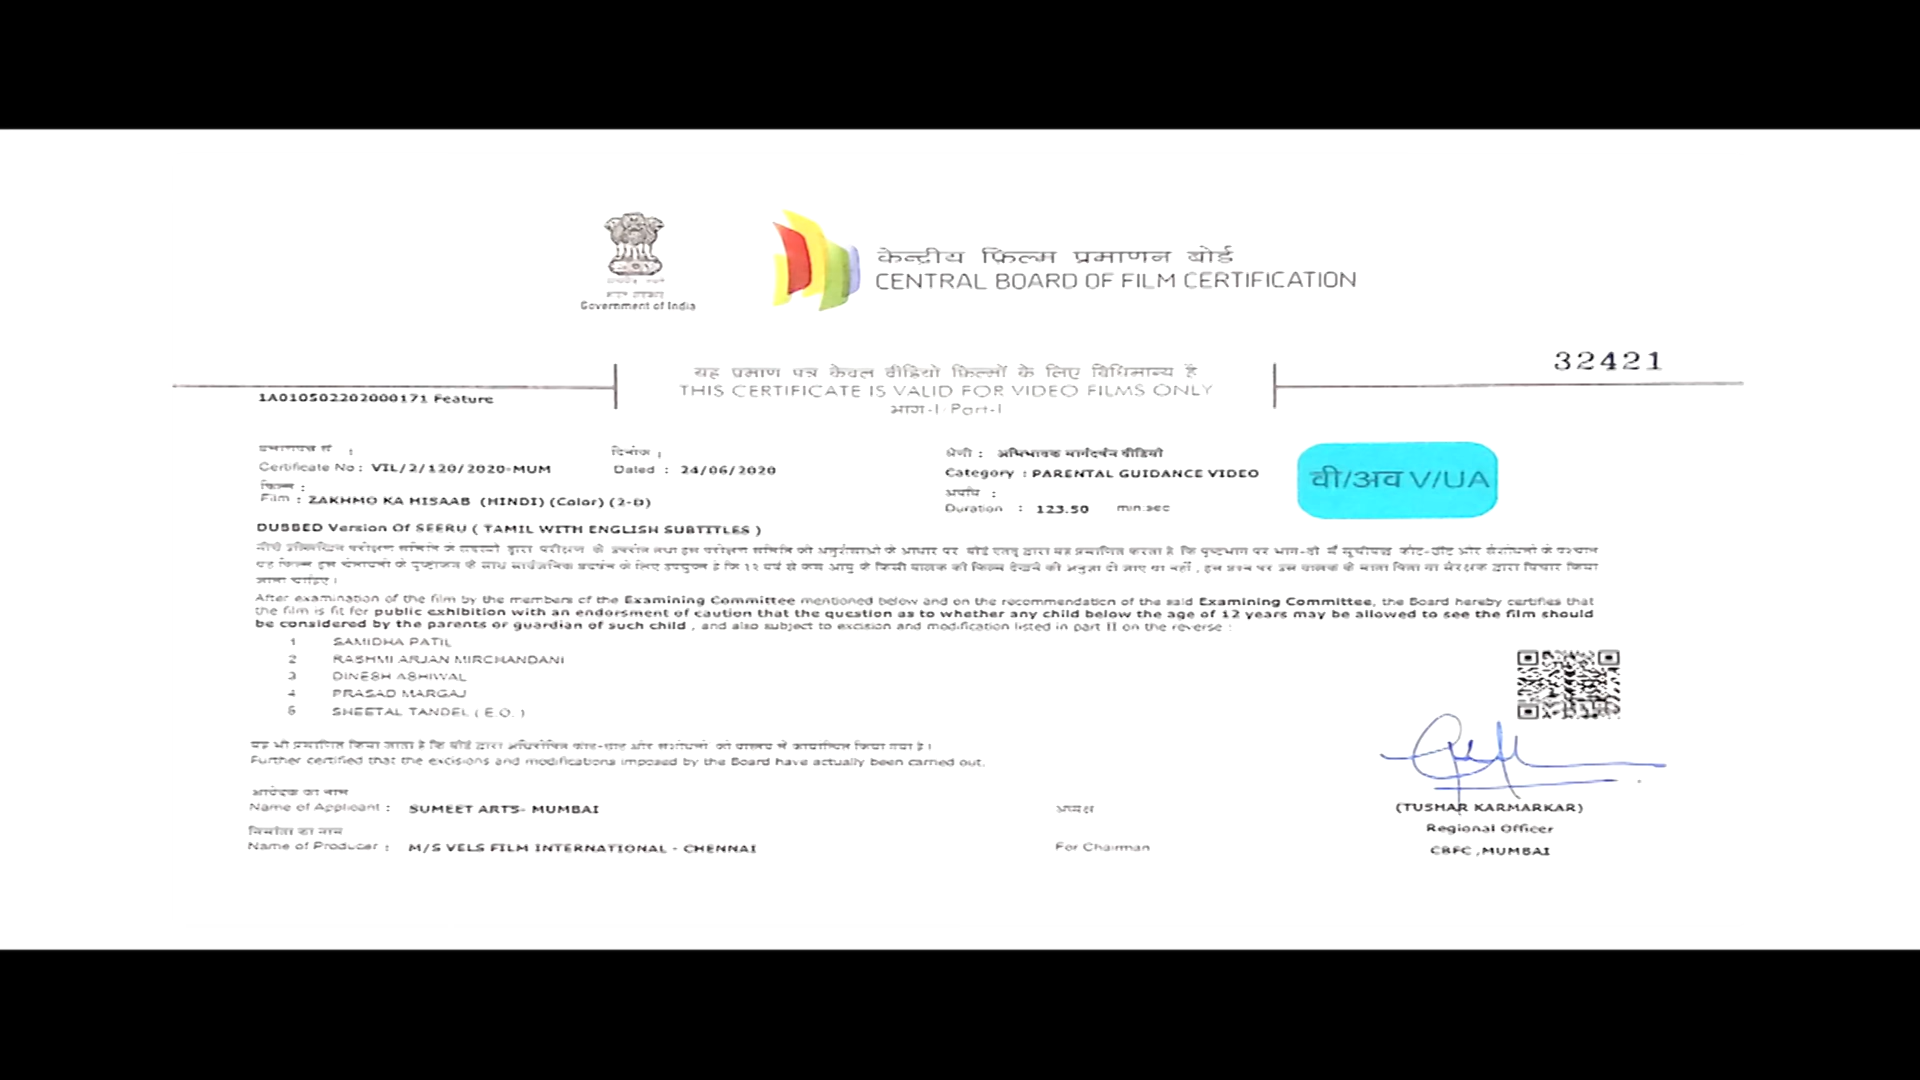 केन्द्रीय फ़िल्म प्रमाणन बोर्ड
CENTRAL BOARD OF FILM CERTIFICATION
Government of India
32421
यह प्रमाण पत्र केवल वीडियो फ़िल्मों के लिए विधिमान्य है
THIS CERTIFICATE IS VALID FOR VIDEO FILMS ONLY
भाग-I Part-I
1A010502202000171 Feature
प्रमाणपत्र सं :
दिनांक :
श्रेणी : अभिभावक मार्गदर्शन वीडियो
Certificate No : VIL/2/120/2020-MUM
Dated : 24/06/2020
Category : PARENTAL GUIDANCE VIDEO
वी/अव V/UA
फिल्म :
अवधि :
Film : ZAKHMO KA HISAAB (HINDI) (Color) (2-D)
Duration : 123.50 min.sec
DUBBED Version Of SEERU ( TAMIL WITH ENGLISH SUBTITLES )
After examination of the film by the members of the Examining Committee mentioned below and on the recommendation of the said Examining Committee, the Board hereby certifies that
the film is fit for public exhibition with an endorsment of caution that the question as to whether any child below the age of 12 years may be allowed to see the film should
be considered by the parents or guardian of such child , and also subject to excision and modification listed in part II on the reverse :
1 SAMIDHA PATIL
2 RASHMI ARJAN MIRCHANDANI
3 DINESH ASHIWAL
4 PRASAD MARGAJ
5 SHEETAL TANDEL ( E.O. )
Further certified that the excisions and modifications imposed by the Board have actually been carried out.
आवेदक का नाम
Name of Applicant : SUMEET ARTS- MUMBAI
अध्यक्ष
(TUSHAR KARMARKAR)
निर्माता का नाम
Regional Officer
Name of Producer : M/S VELS FILM INTERNATIONAL - CHENNAI
For Chairman
CBFC ,MUMBAI